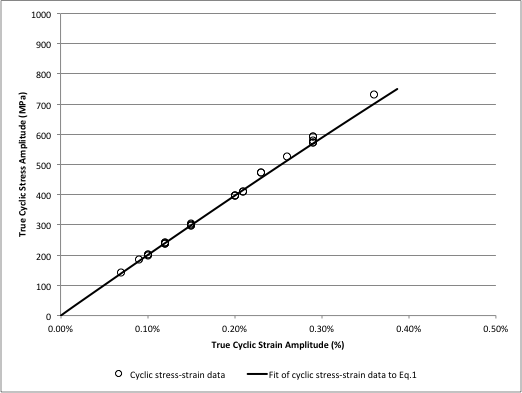 1000
900
800
700
600
500
400
300
200
100
0
True Cyclic Stress Amplitude (MPa)
0.00% 0.10% 0.20% 0.30% 0.40% 0.50%
True Cyclic Strain Amplitude (%)
Cyclic stress-strain data Fit of cyclic stress-strain data to Eq.1